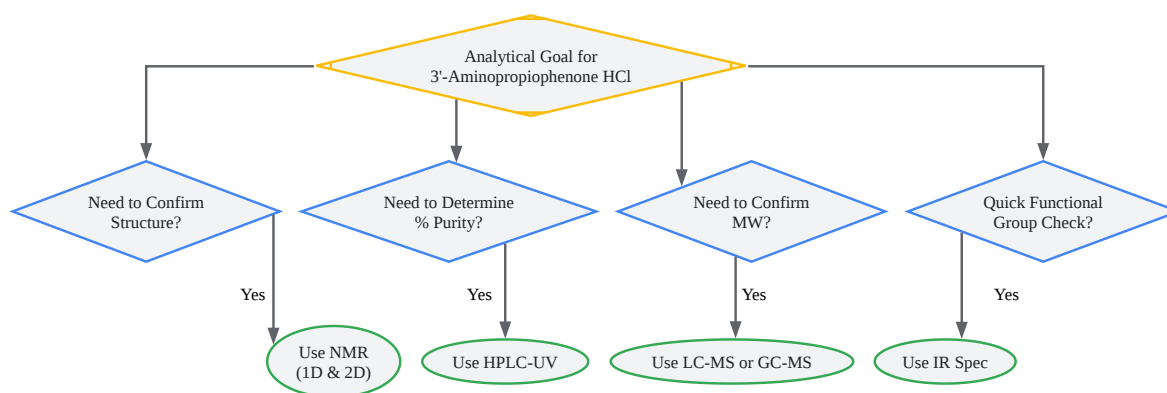 Analytical Goal for
3'-Aminopropiophenone HCl
Need to Confirm
Structure?
Need to Determine
% Purity?
Need to Confirm
MW?
Quick Functional
Group Check?
Yes
Yes
Yes
Yes
Use NMR
(1D & 2D)
Use HPLC-UV
Use LC-MS or GC-MS
Use IR Spec